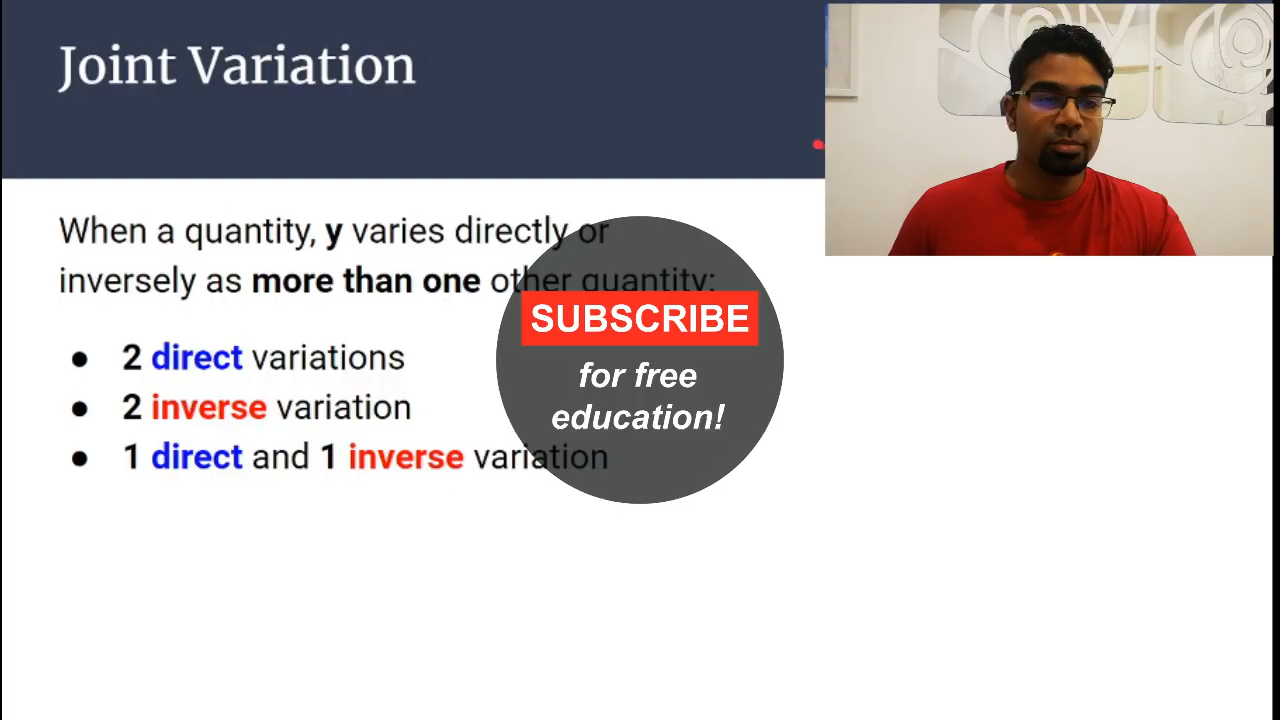 Joint Variation
When a quantity, y varies directly or
inversely as more than one other quantity:
● 2 direct variations
● 2 inverse variation
● 1 direct and 1 inverse variation
SUBSCRIBE
for free
education!